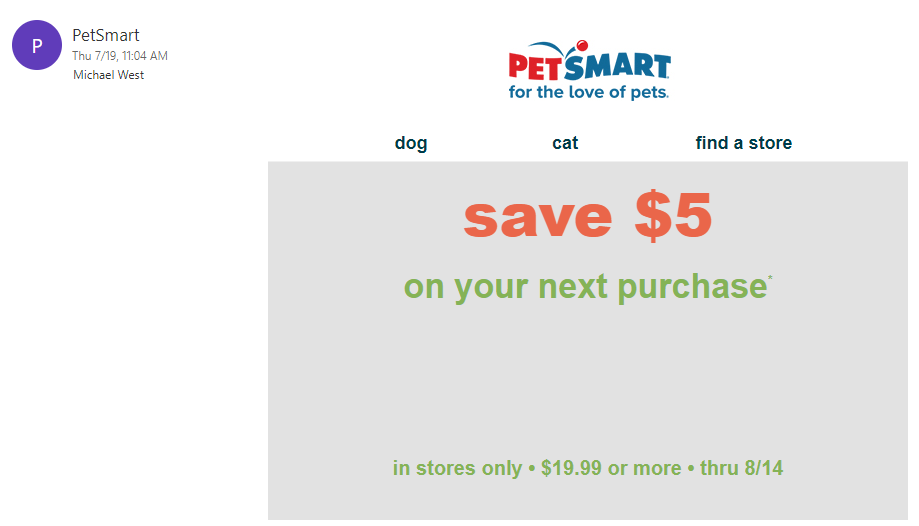 P
PetSmart
Thu 7/19, 11:04 AM
Michael West
PETSMART
for the love of pets.
dog cat find a store
save $5
on your next purchase*
in stores only • $19.99 or more • thru 8/14